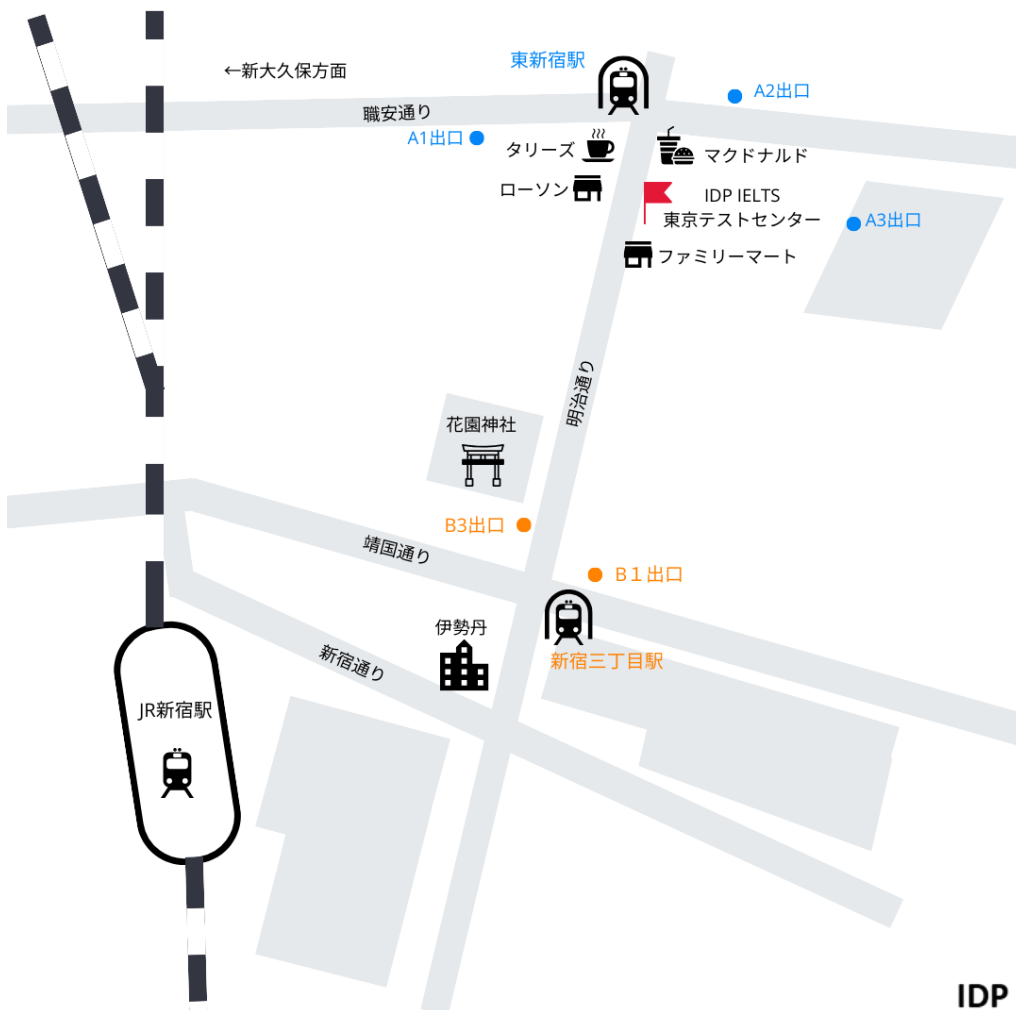 東新宿駅
←新大久保方面
A2出口
職安通り
A1出口
タリーズ
マクドナルド
ローソン
IDP IELTS
東京テストセンター
A3出口
ファミリーマート
明治通り
花園神社
B3出口
靖国通り
B１出口
伊勢丹
新宿通り
新宿三丁目駅
JR新宿駅
IDP